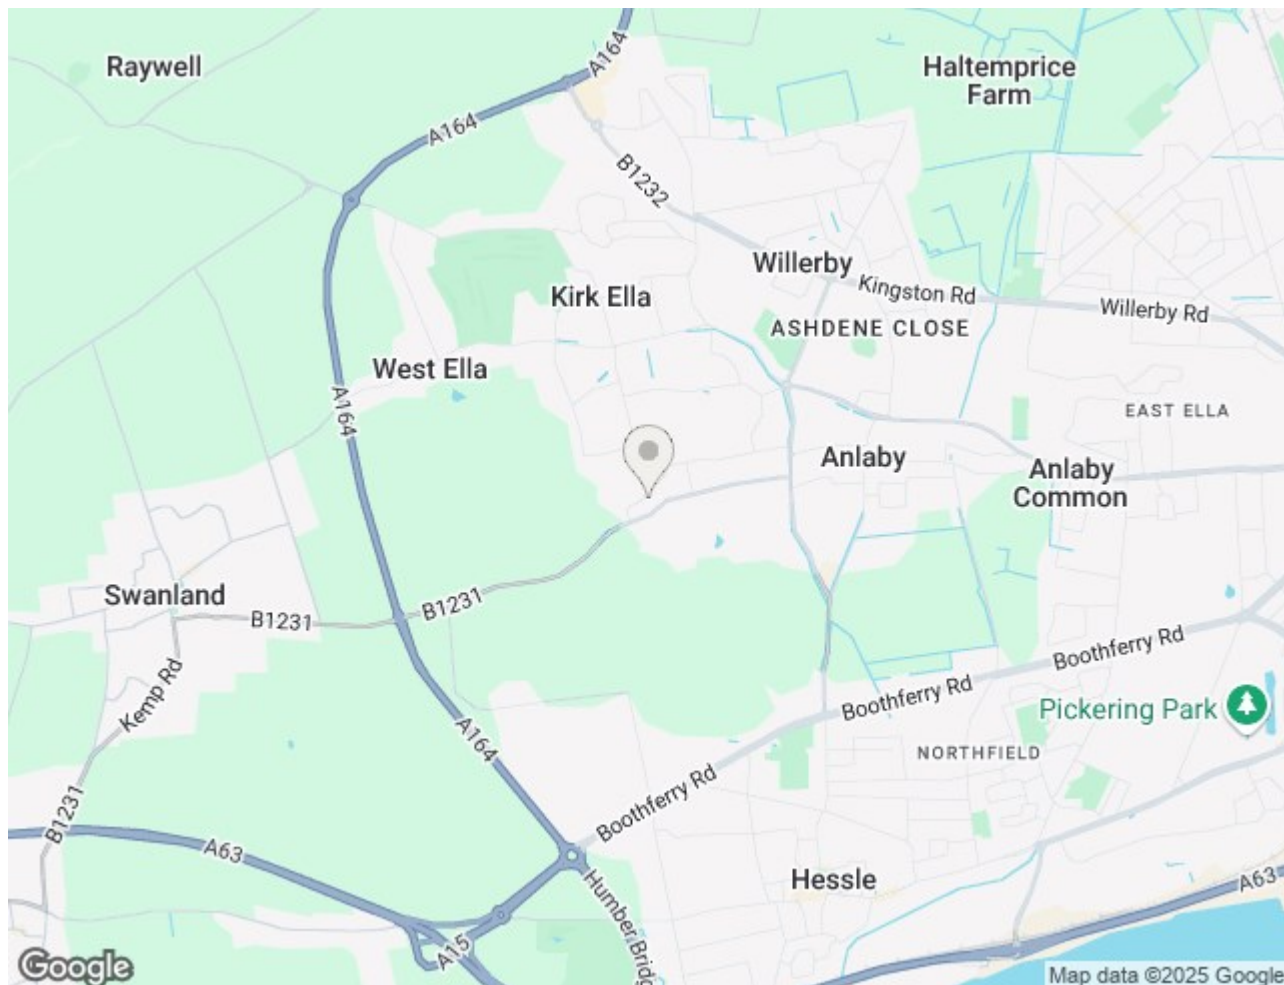 A164
Raywell
Haltemprice
Farm
A164
B1232
Willerby
Kirk Ella
Kingston Rd
Willerby Rd
ASHDENE CLOSE
West Ella
A164
EAST ELLA
Anlaby
Anlaby
Common
Swanland
B1231
B1231
Boothferry Rd
Kemp Rd
Boothferry Rd
Pickering Park
A164
NORTHFIELD
Boothferry Rd
B1231
A63
Hessle
A63
Humber Bridg
A15
Google
Map data ©2025 Google